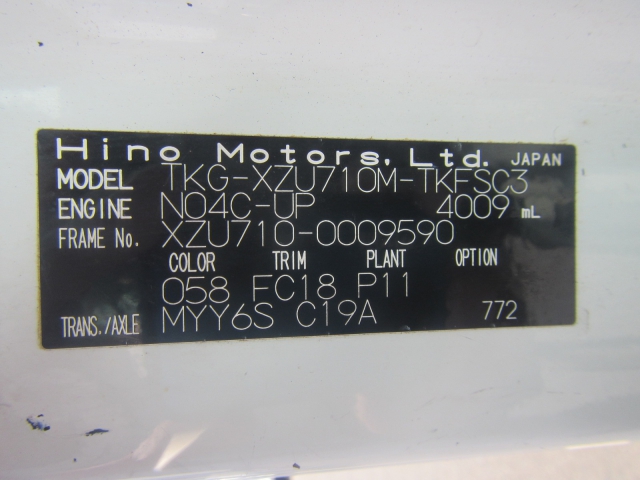 Hino Motors, Ltd. JAPAN
MODEL TKG-XZU710M-TKFSC3
ENGINE N04C-UP 4009 mL
FRAME No. XZU710-0009590
COLOR TRIM PLANT OPTION
058 FC18 P11
TRANS./AXLE MYY6S C19A 772